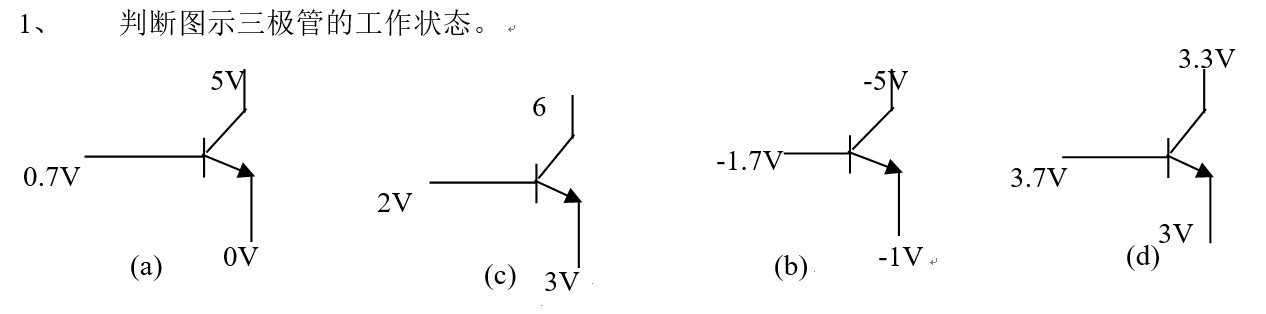 1、 判断图示三极管的工作状态。
5V 6 -5V 3.3V
0.7V 2V -1.7V 3.7V
0V 3V -1V 3V
(a) (c) (b) (d)